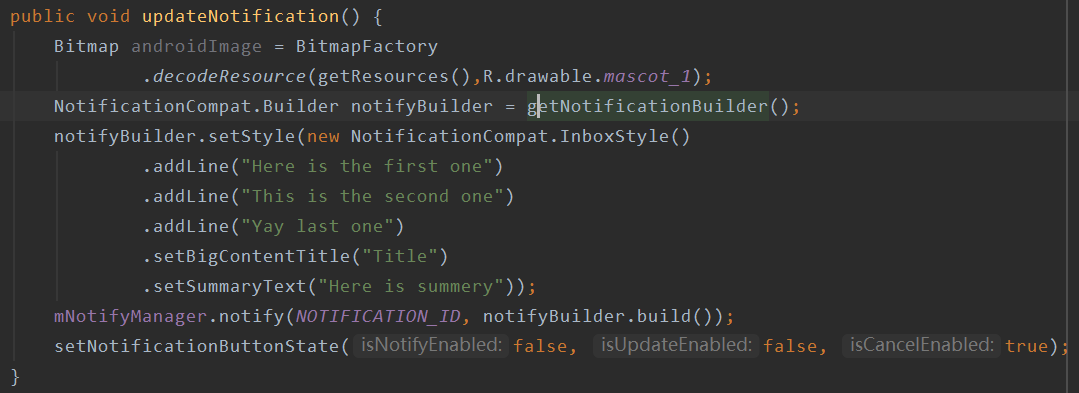 public void updateNotification() {
Bitmap androidImage = BitmapFactory
.decodeResource(getResources(),R.drawable.mascot_1);
NotificationCompat.Builder notifyBuilder = getNotificationBuilder();
notifyBuilder.setStyle(new NotificationCompat.InboxStyle()
.addLine("Here is the first one")
.addLine("This is the second one")
.addLine("Yay last one")
.setBigContentTitle("Title")
.setSummaryText("Here is summery"));
mNotifyManager.notify(NOTIFICATION_ID, notifyBuilder.build());
setNotificationButtonState( isNotifyEnabled: false, isUpdateEnabled: false, isCancelEnabled: true);
}